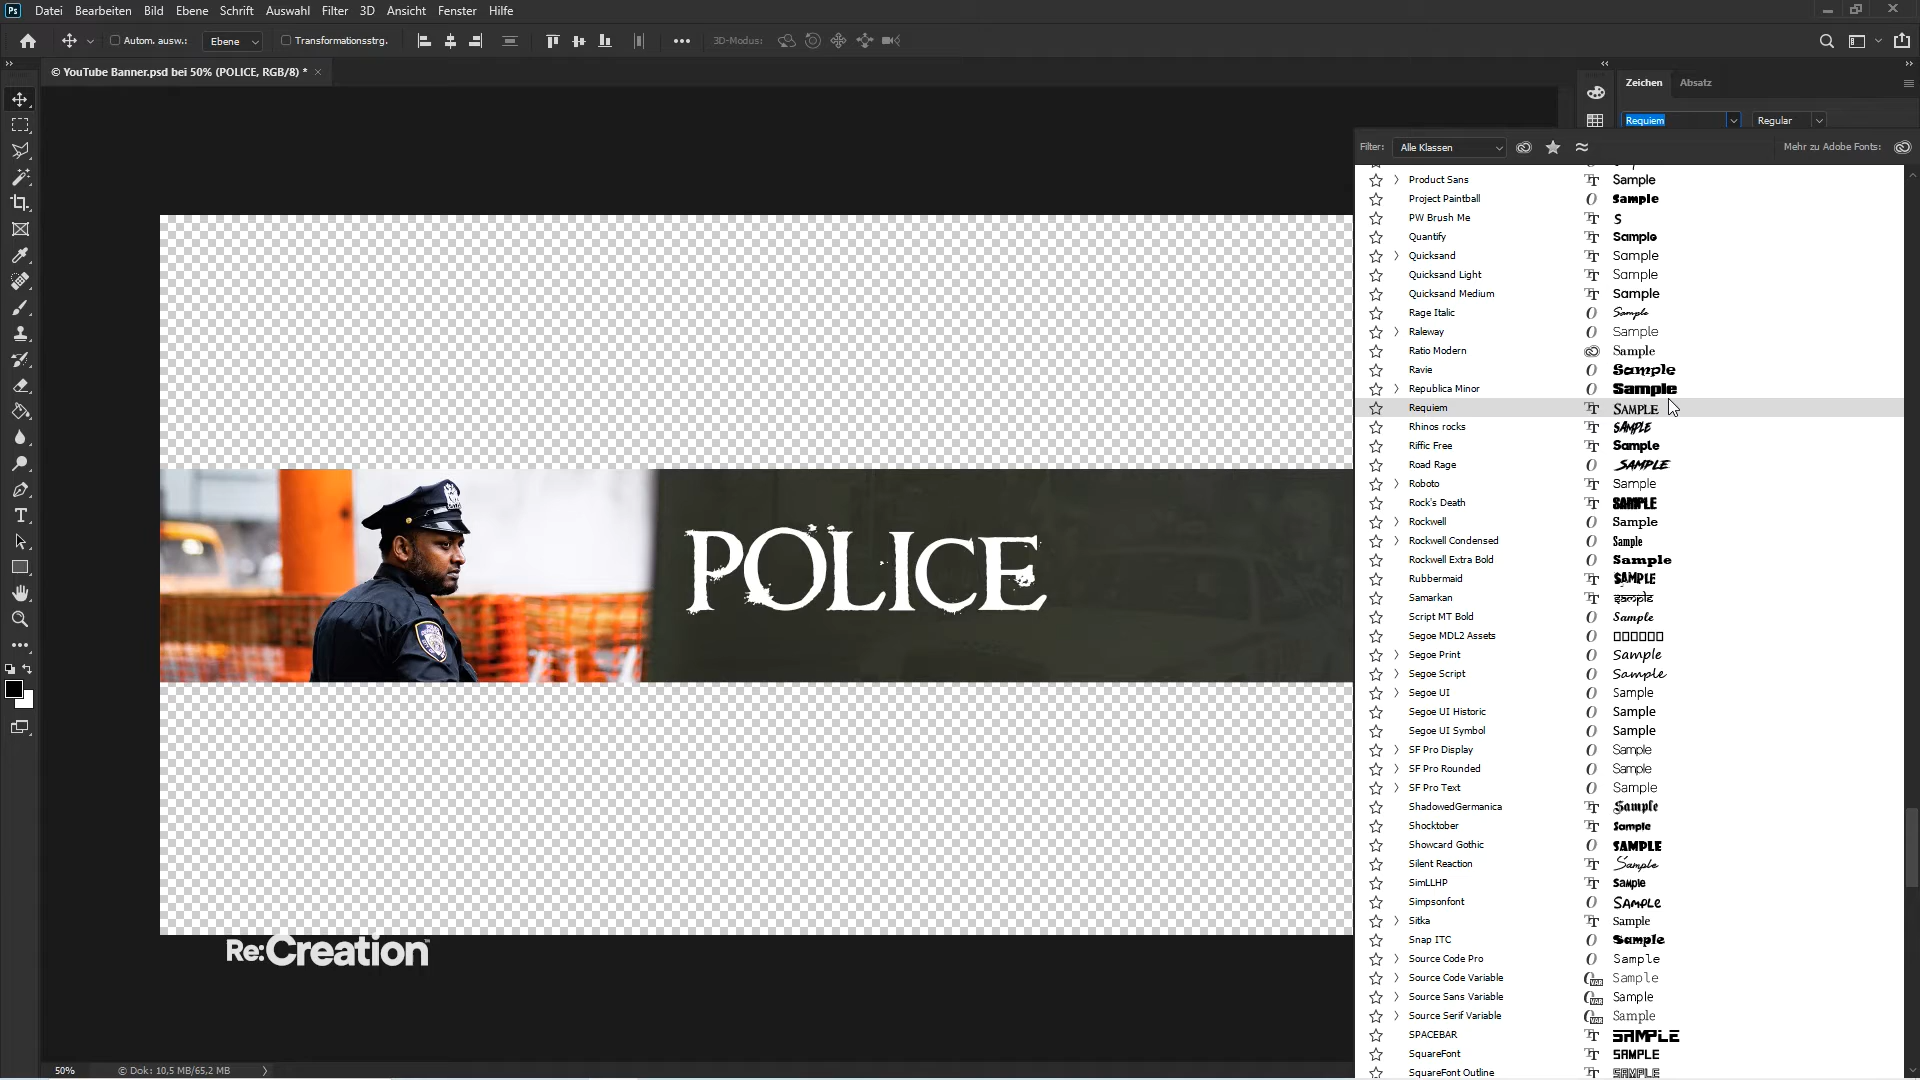 Ps Datei Bearbeiten Bild Ebene Schrift Auswahl Filter 3D Ansicht Fenster Hilfe
Autom. ausw.: Ebene Transformationsstrg. 3D-Modus:
© YouTube Banner.psd bei 50% (POLICE, RGB/8) * ×
Zeichen Absatz
Requiem Regular
Filter: Alle Klassen Mehr zu Adobe Fonts:
Product Sans Sample
Project Paintball Sample
PW Brush Me S
Quantify Sample
Quicksand Sample
Quicksand Light Sample
Quicksand Medium Sample
Rage Italic Sample
Raleway Sample
Ratio Modern Sample
Ravie Sample
Republica Minor Sample
Requiem SAMPLE
Rhinos rocks SAMPLE
Riffic Free Sample
Road Rage SAMPLE
Roboto Sample
Rock's Death SAMPLE
Rockwell Sample
Rockwell Condensed Sample
Rockwell Extra Bold Sample
Rubbermaid SAMPLE
Samarkan sample
Script MT Bold Sample
Segoe MDL2 Assets
Segoe Print Sample
Segoe Script Sample
Segoe UI Sample
Segoe UI Historic Sample
Segoe UI Symbol Sample
SF Pro Display Sample
SF Pro Rounded Sample
SF Pro Text Sample
ShadowedGermanica Sample
Shocktober Sample
Showcard Gothic SAMPLE
Silent Reaction Sample
SimLLHP Sample
Simpsonfont SAMPLE
Sitka Sample
Snap ITC Sample
Source Code Pro Sample
Source Code Variable Sample
Source Sans Variable Sample
Source Serif Variable Sample
SPACEBAR SAMPLE
SquareFont SAMPLE
SquareFont Outline SAMPLE
POLICE
Re:Creation™
50% © Dok: 10,5 MB/65,2 MB